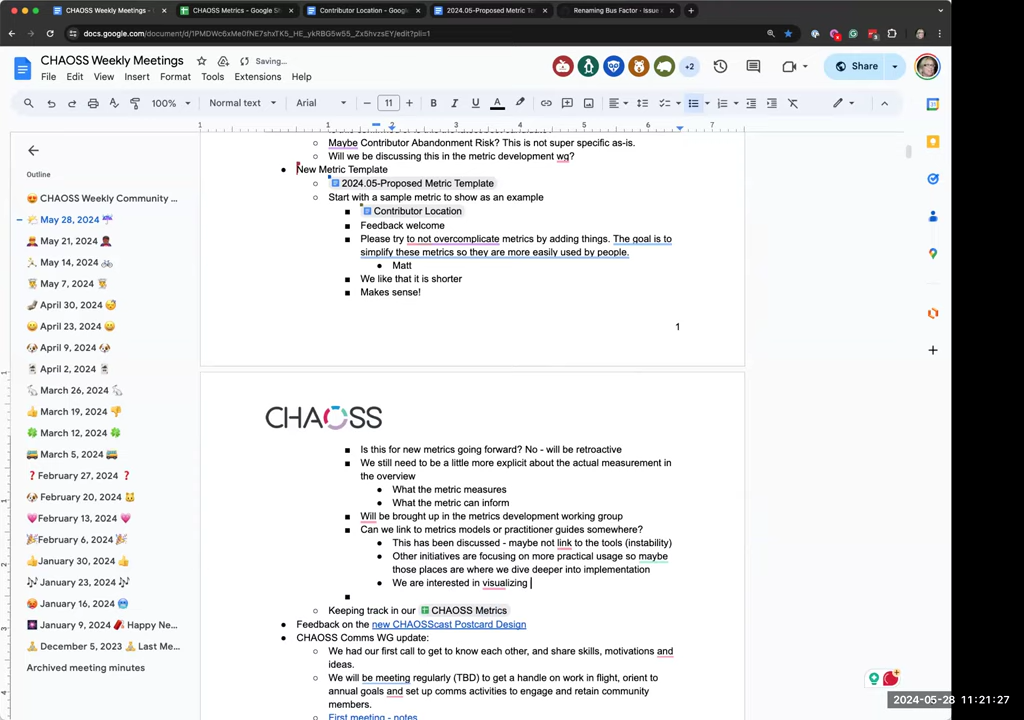 CHAOSS Weekly Meetings -
CHAOSS Metrics - Google Sh
Contributor Location - Goog
2024.05-Proposed Metric Te
Renaming Bus Factor - Issue
docs.google.com/document/d/
CHAOSS Weekly Meetings
Saving...
File Edit View Insert Format Tools Extensions Help
+2
Share
100%
Normal text
Arial
11
B I U A
1 1 2 3 4 5 6 7
Outline
😍 CHAOSS Weekly Community ...
May 28, 2024
May 21, 2024
May 14, 2024
May 7, 2024
April 30, 2024
April 23, 2024
April 9, 2024
April 2, 2024
March 26, 2024
March 19, 2024
March 12, 2024
March 5, 2024
❓February 27, 2024 ❓
February 20, 2024
February 13, 2024
February 6, 2024
January 30, 2024
January 23, 2024
January 16, 2024
January 9, 2024 🧨 Happy Ne...
December 5, 2023 Last Me...
Archived meeting minutes
Maybe Contributor Abandonment Risk? This is not super specific as-is.
Will we be discussing this in the metric development wg?
New Metric Template
2024.05-Proposed Metric Template
Start with a sample metric to show as an example
Contributor Location
Feedback welcome
Please try to not overcomplicate metrics by adding things. The goal is to
simplify these metrics so they are more easily used by people.
Matt
We like that it is shorter
Makes sense!
1
CHAOSS
Is this for new metrics going forward? No - will be retroactive
We still need to be a little more explicit about the actual measurement in
the overview
What the metric measures
What the metric can inform
Will be brought up in the metrics development working group
Can we link to metrics models or practitioner guides somewhere?
This has been discussed - maybe not link to the tools (instability)
Other initiatives are focusing on more practical usage so maybe
those places are where we dive deeper into implementation
We are interested in visualizing
Keeping track in our CHAOSS Metrics
Feedback on the new CHAOSScast Postcard Design
CHAOSS Comms WG update:
We had our first call to get to know each other, and share skills, motivations and
ideas.
We will be meeting regularly (TBD) to get a handle on work in flight, orient to
annual goals and set up comms activities to engage and retain community
members.
First meeting - notes
2024-05-28 11:21:27